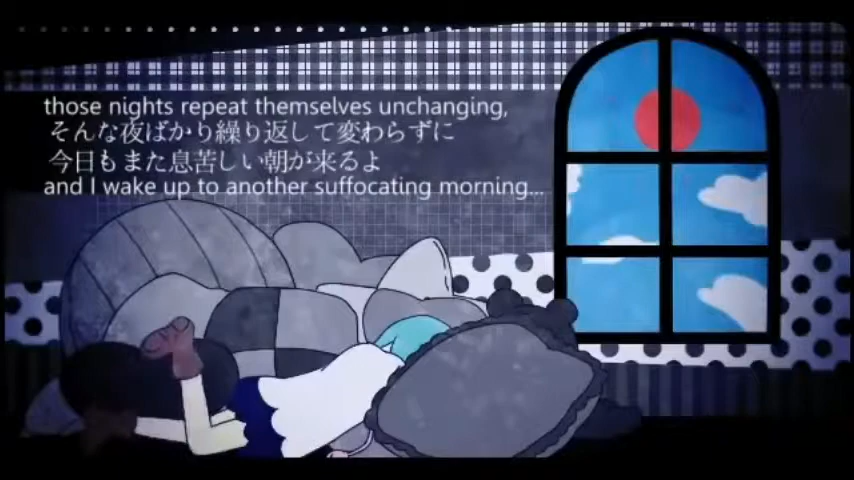 those nights repeat themselves unchanging,
そんな夜ばかり繰り返して変わらずに
今日もまた息苦しい朝が来るよ
and I wake up to another suffocating morning...